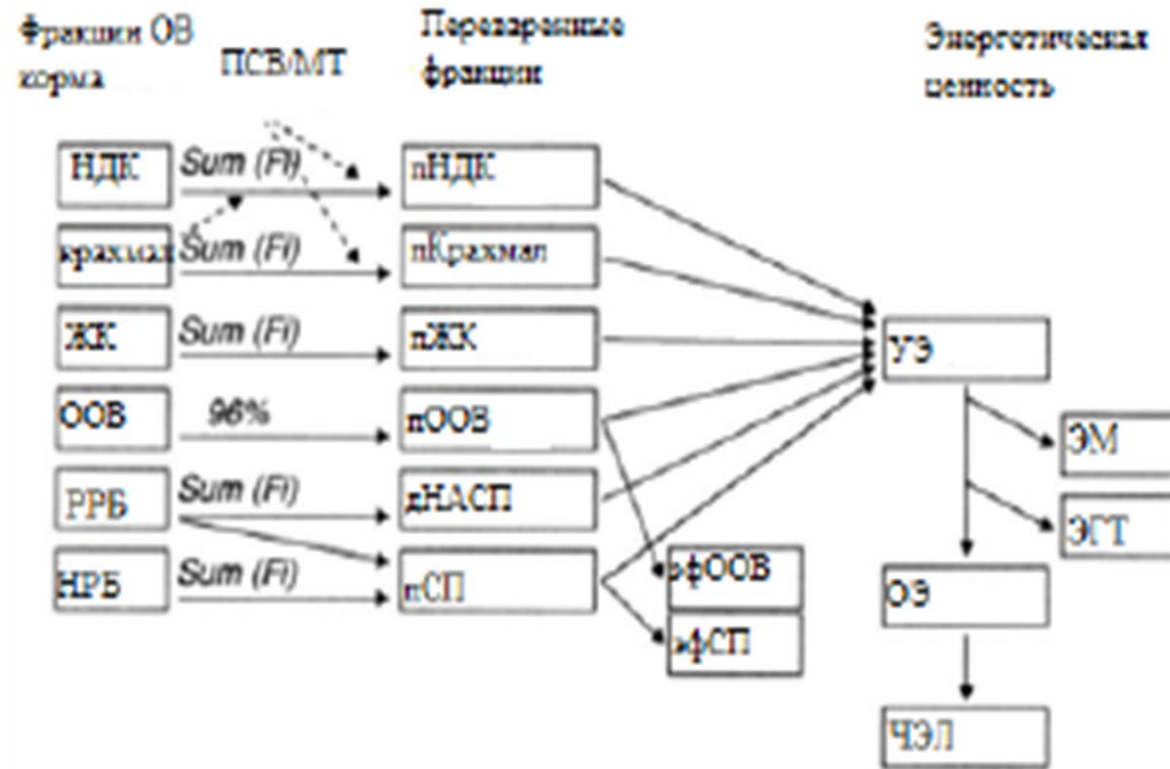 Фракции ОВ
корма
ПСВ/МТ
Переваренные
фракции
Энергетическая
ценность
НДК
Sum (Fi)
пНДК
крахмал
Sum (Fi)
пКрахмал
ЖК
Sum (Fi)
пЖК
УЭ
ООВ
96%
пООВ
ЭМ
РРБ
Sum (Fi)
дНАСП
ЭГТ
НРБ
Sum (Fi)
пСП
эфООВ
ОЭ
эфСП
ЧЭЛ